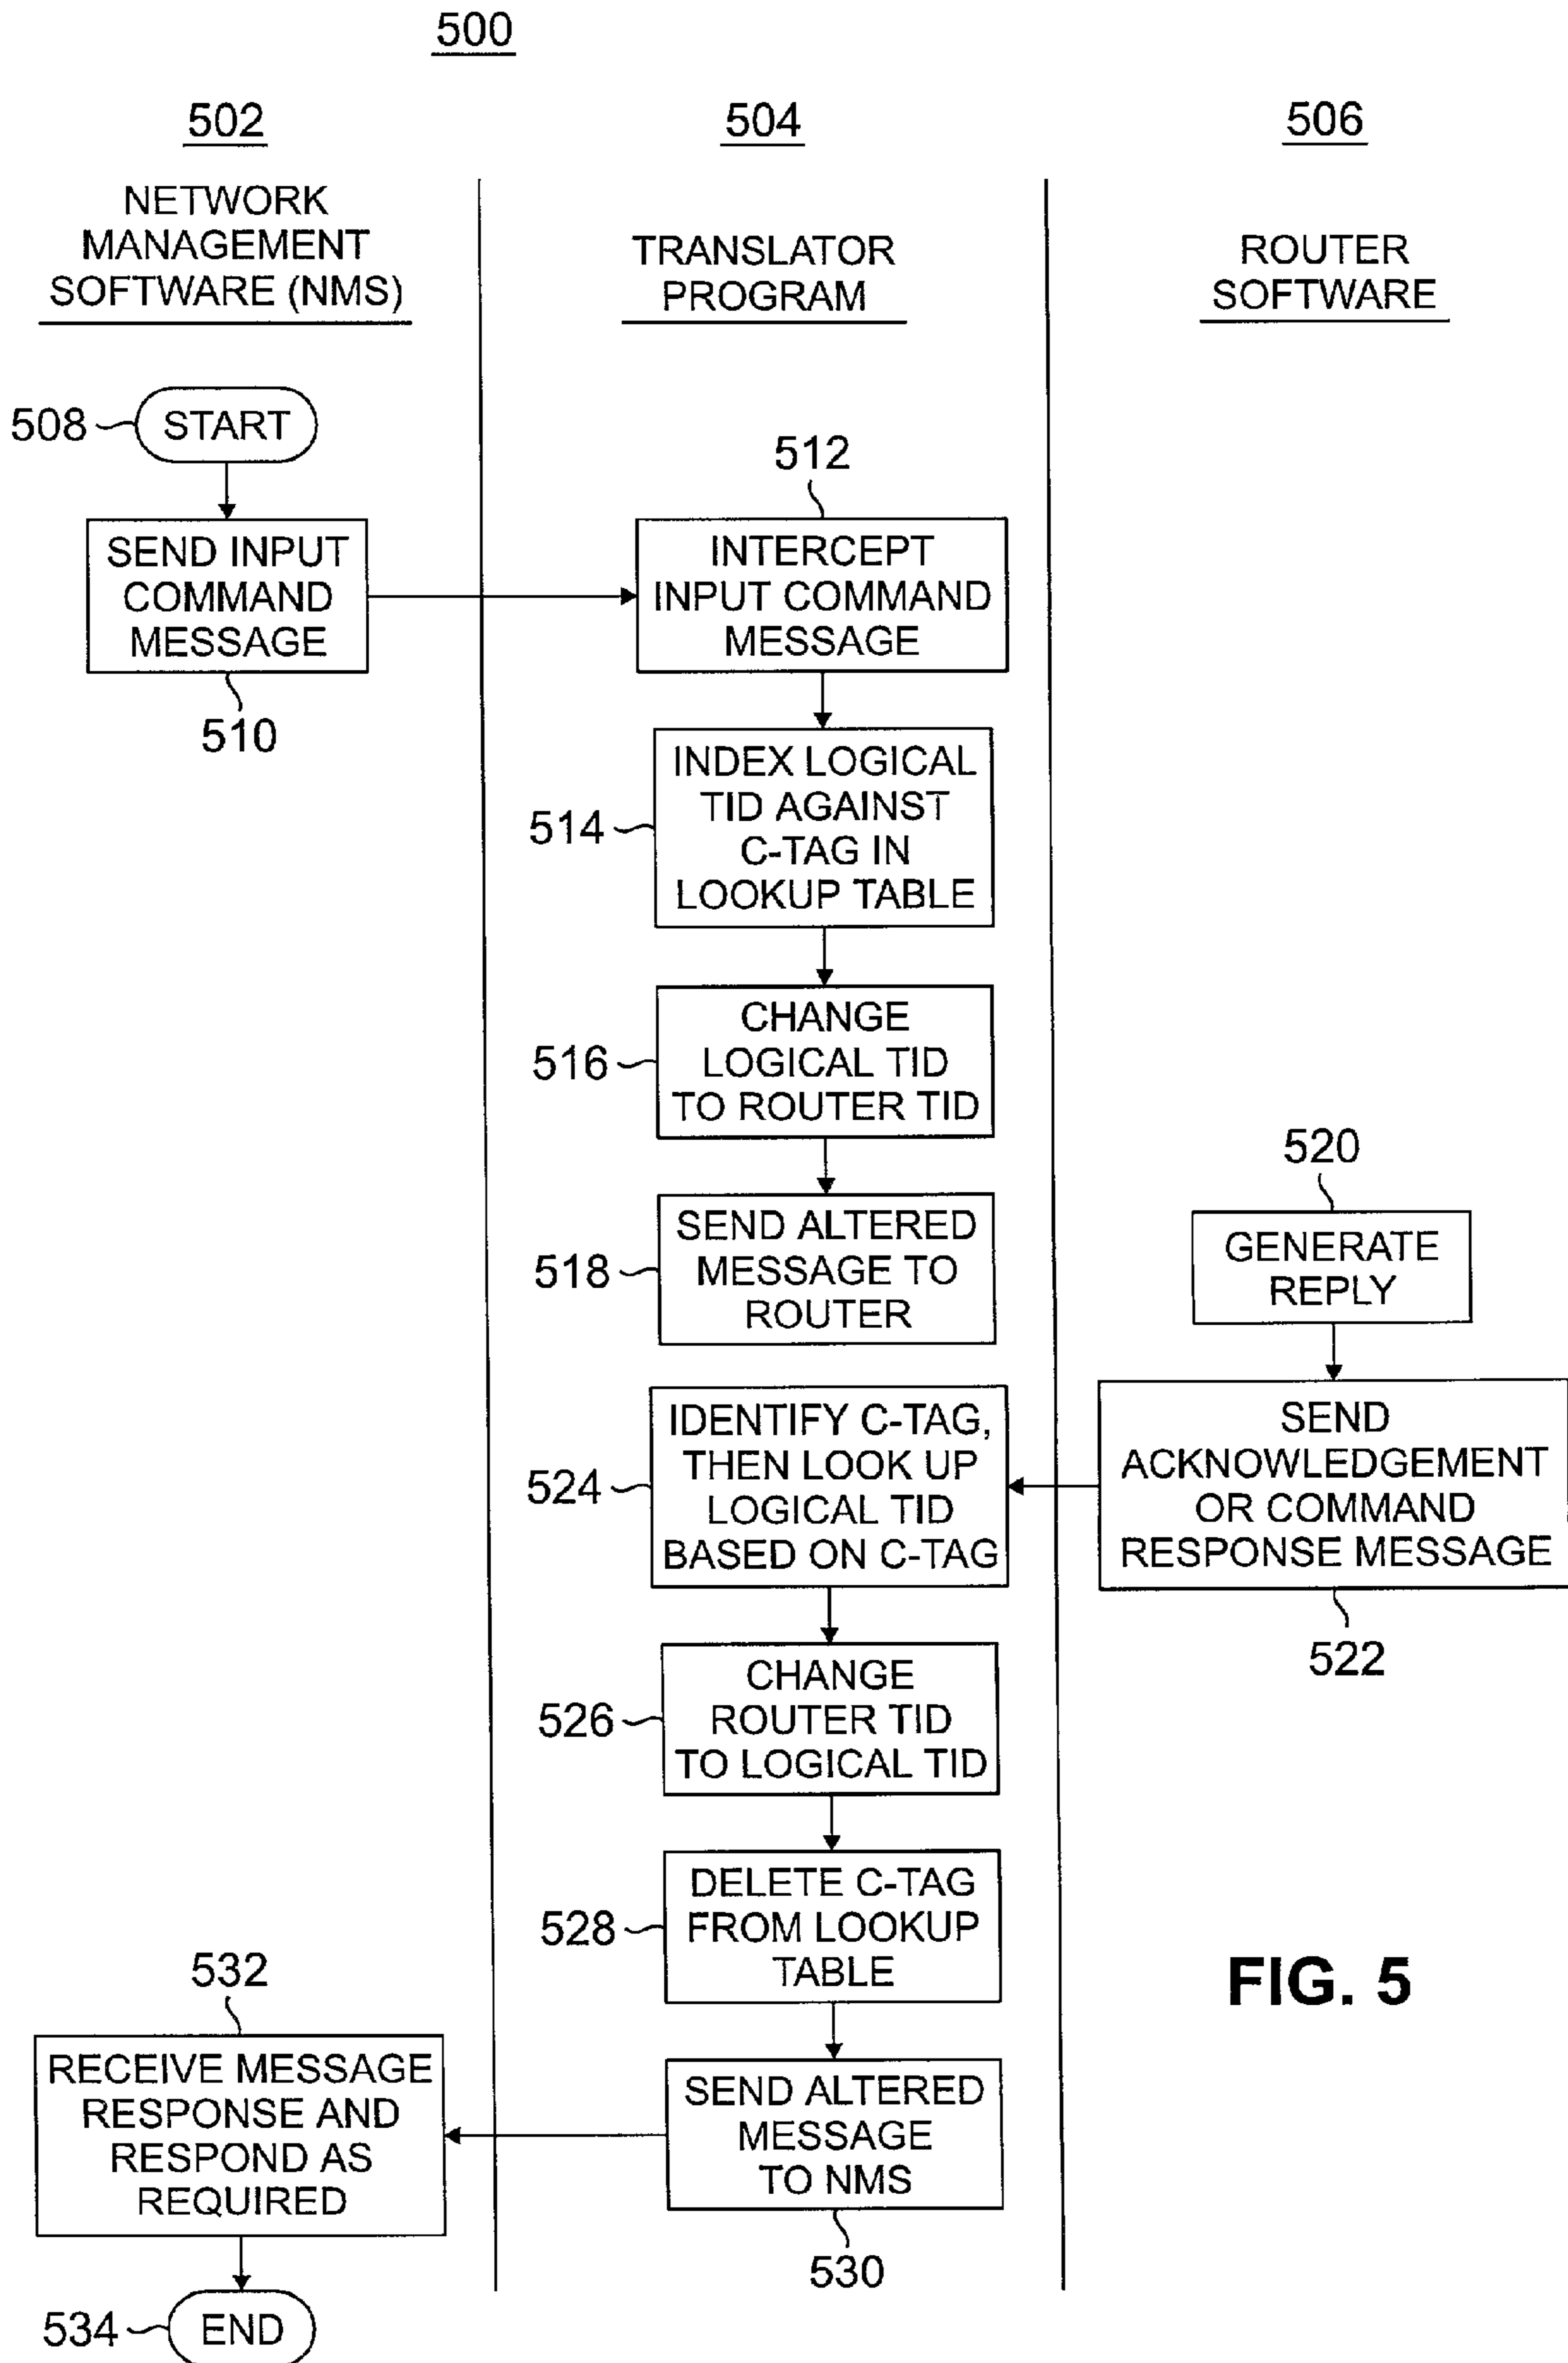 500
502
504
506
NETWORK
MANAGEMENT
SOFTWARE (NMS)
TRANSLATOR
PROGRAM
ROUTER
SOFTWARE
508
START
SEND INPUT
COMMAND
MESSAGE
510
512
INTERCEPT
INPUT COMMAND
MESSAGE
514
INDEX LOGICAL
TID AGAINST
C-TAG IN
LOOKUP TABLE
516
CHANGE
LOGICAL TID
TO ROUTER TID
518
SEND ALTERED
MESSAGE TO
ROUTER
520
GENERATE
REPLY
SEND
ACKNOWLEDGEMENT
OR COMMAND
RESPONSE MESSAGE
522
524
IDENTIFY C-TAG,
THEN LOOK UP
LOGICAL TID
BASED ON C-TAG
526
CHANGE
ROUTER TID
TO LOGICAL TID
528
DELETE C-TAG
FROM LOOKUP
TABLE
SEND ALTERED
MESSAGE
TO NMS
530
532
RECEIVE MESSAGE
RESPONSE AND
RESPOND AS
REQUIRED
534
END
FIG. 5